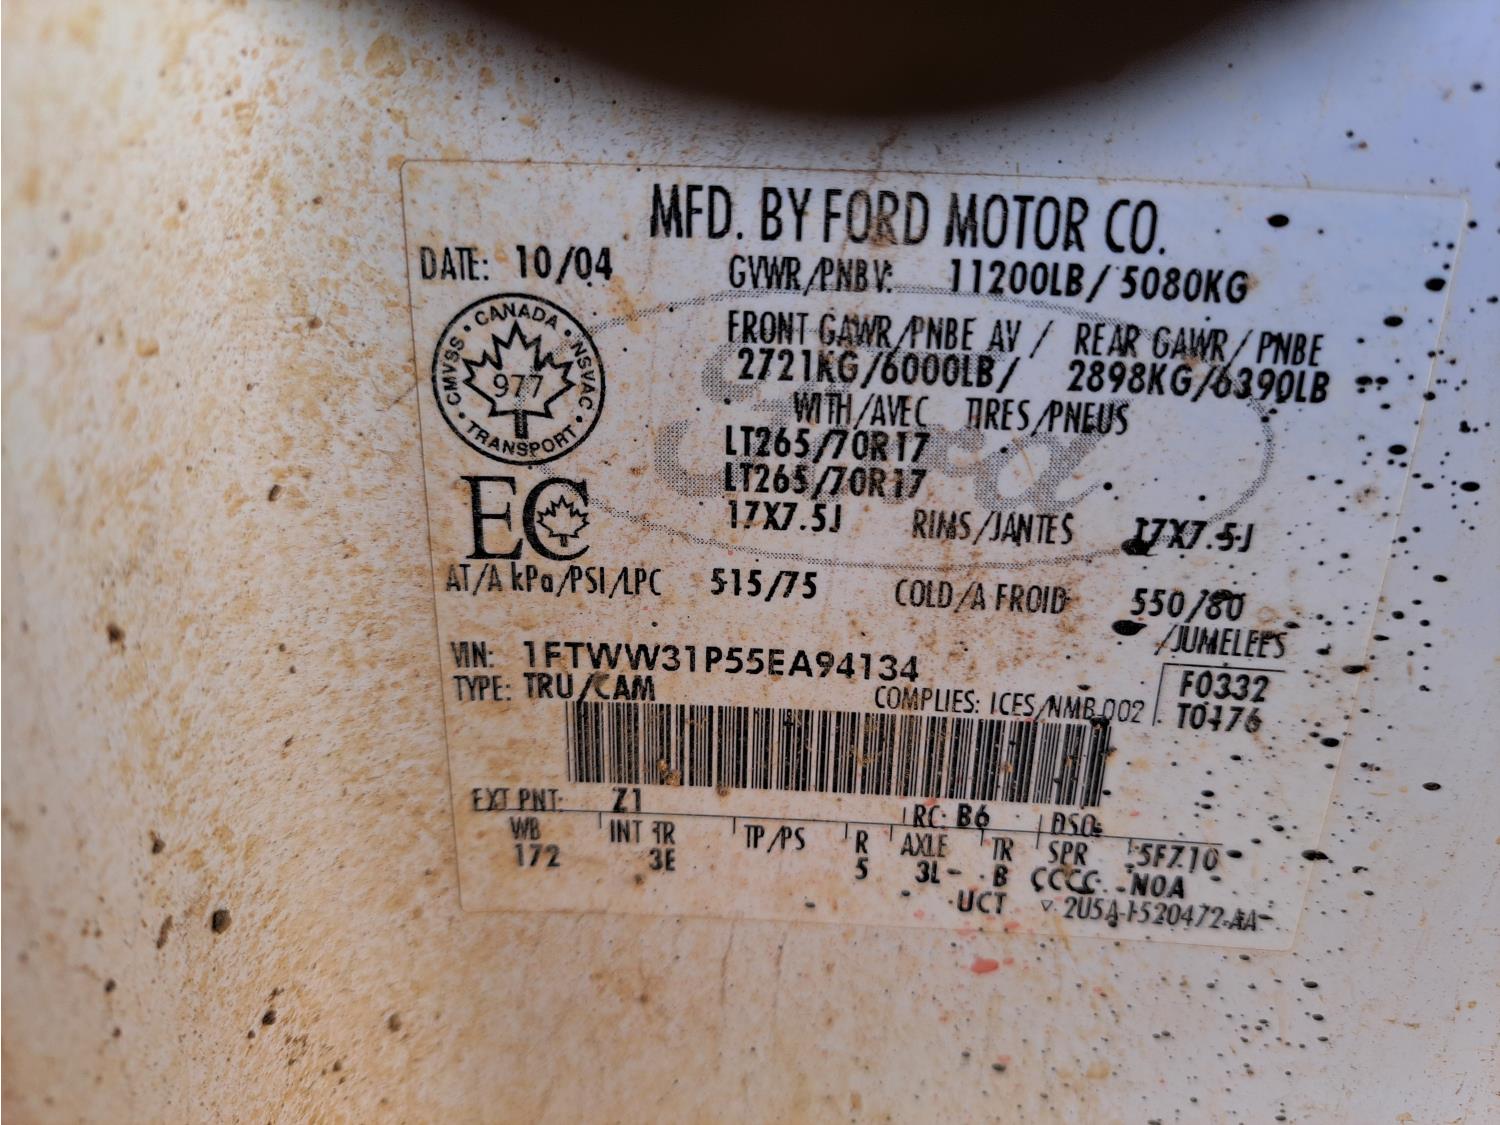 MFD. BY FORD MOTOR CO.
DATE: 10/04
GVWR/PNBV: 11200LB/ 5080KG
CANADA · NSVAC · TRANSPORT · CMVSS
977
FRONT GAWR/PNBE AV / REAR GAWR/PNBE
2721KG/6000LB/ 2898KG/6390LB
WITH/AVEC TIRES/PNEUS
LT265/70R17
LT265/70R17
17X7.5J RIMS/JANTES 17X7.5J
EC
AT/A kPa/PSI/LPC 515/75 COLD/A FROID 550/80
/JUMELEES
VIN: 1FTWW31P55EA94134
F0332
TYPE: TRU/CAM
COMPLIES: ICES/NMB 002
T0176
EXT PNT: Z1 RC: B6 DSO:
WB INT TR TP/PS R AXLE TR SPR 5FZ10
172 3E 5 3L B CCCC NOA
UCT ▽ 2U5A-1520472-AA